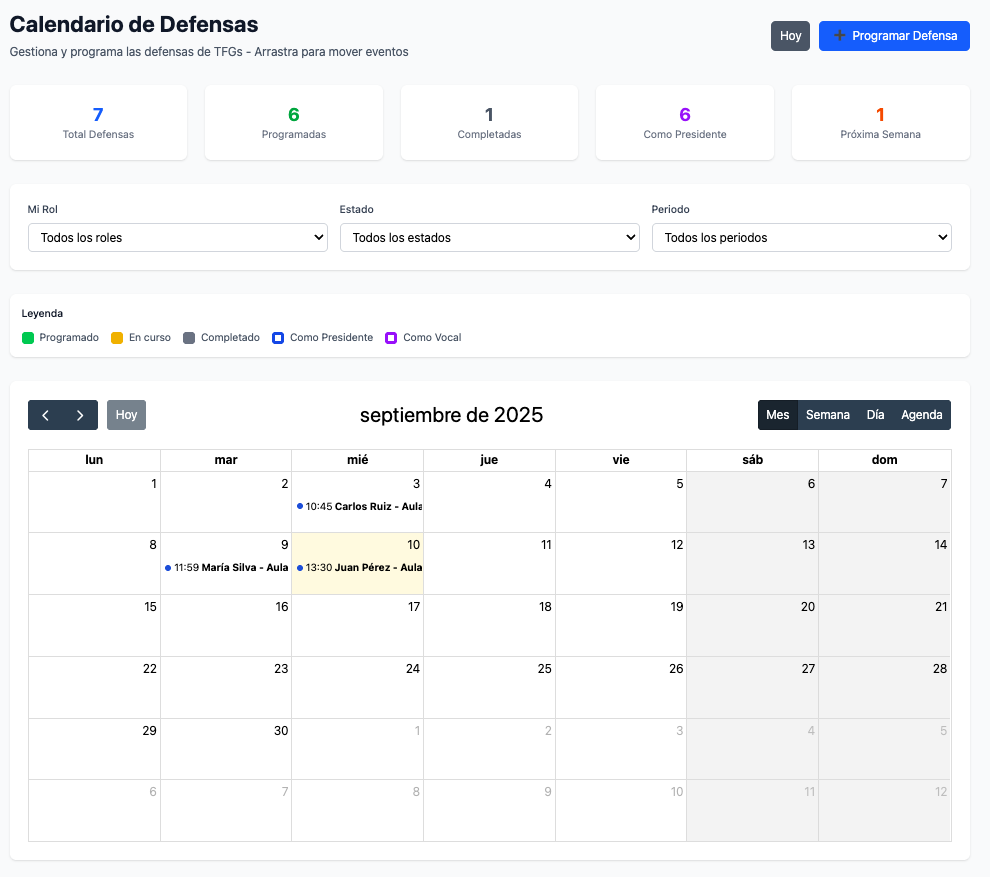 Calendario de Defensas
Gestiona y programa las defensas de TFGs - Arrastra para mover eventos
Hoy
+ Programar Defensa
7
Total Defensas
6
Programadas
1
Completadas
6
Como Presidente
1
Próxima Semana
Mi Rol
Todos los roles
Estado
Todos los estados
Periodo
Todos los periodos
Leyenda
Programado En curso Completado Como Presidente Como Vocal
Hoy
septiembre de 2025
Mes Semana Día Agenda
lun mar mié jue vie sáb dom
1 2 3 4 5 6 7
10:45 Carlos Ruiz - Aula
8 9 10 11 12 13 14
11:59 María Silva - Aula
13:30 Juan Pérez - Aula
15 16 17 18 19 20 21
22 23 24 25 26 27 28
29 30 1 2 3 4 5
6 7 8 9 10 11 12